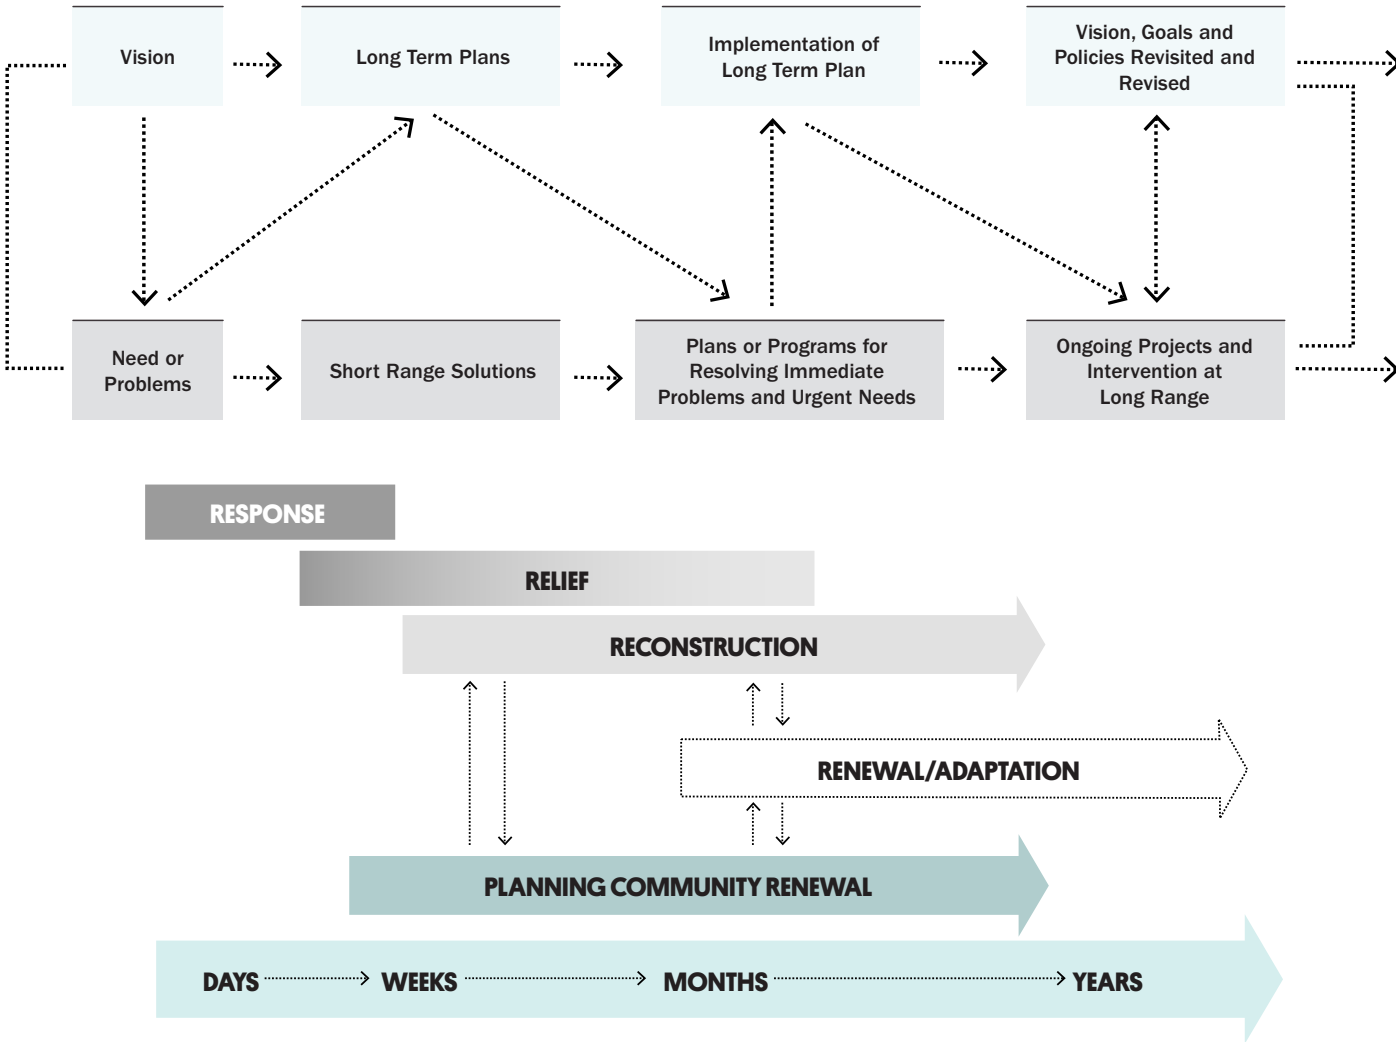 Vision
Long Term Plans
Implementation of
Long Term Plan
Vision, Goals and
Policies Revisited and
Revised
Need or
Problems
Short Range Solutions
Plans or Programs for
Resolving Immediate
Problems and Urgent Needs
Ongoing Projects and
Intervention at
Long Range
RESPONSE
RELIEF
RECONSTRUCTION
RENEWAL/ADAPTATION
PLANNING COMMUNITY RENEWAL
DAYS WEEKS MONTHS YEARS